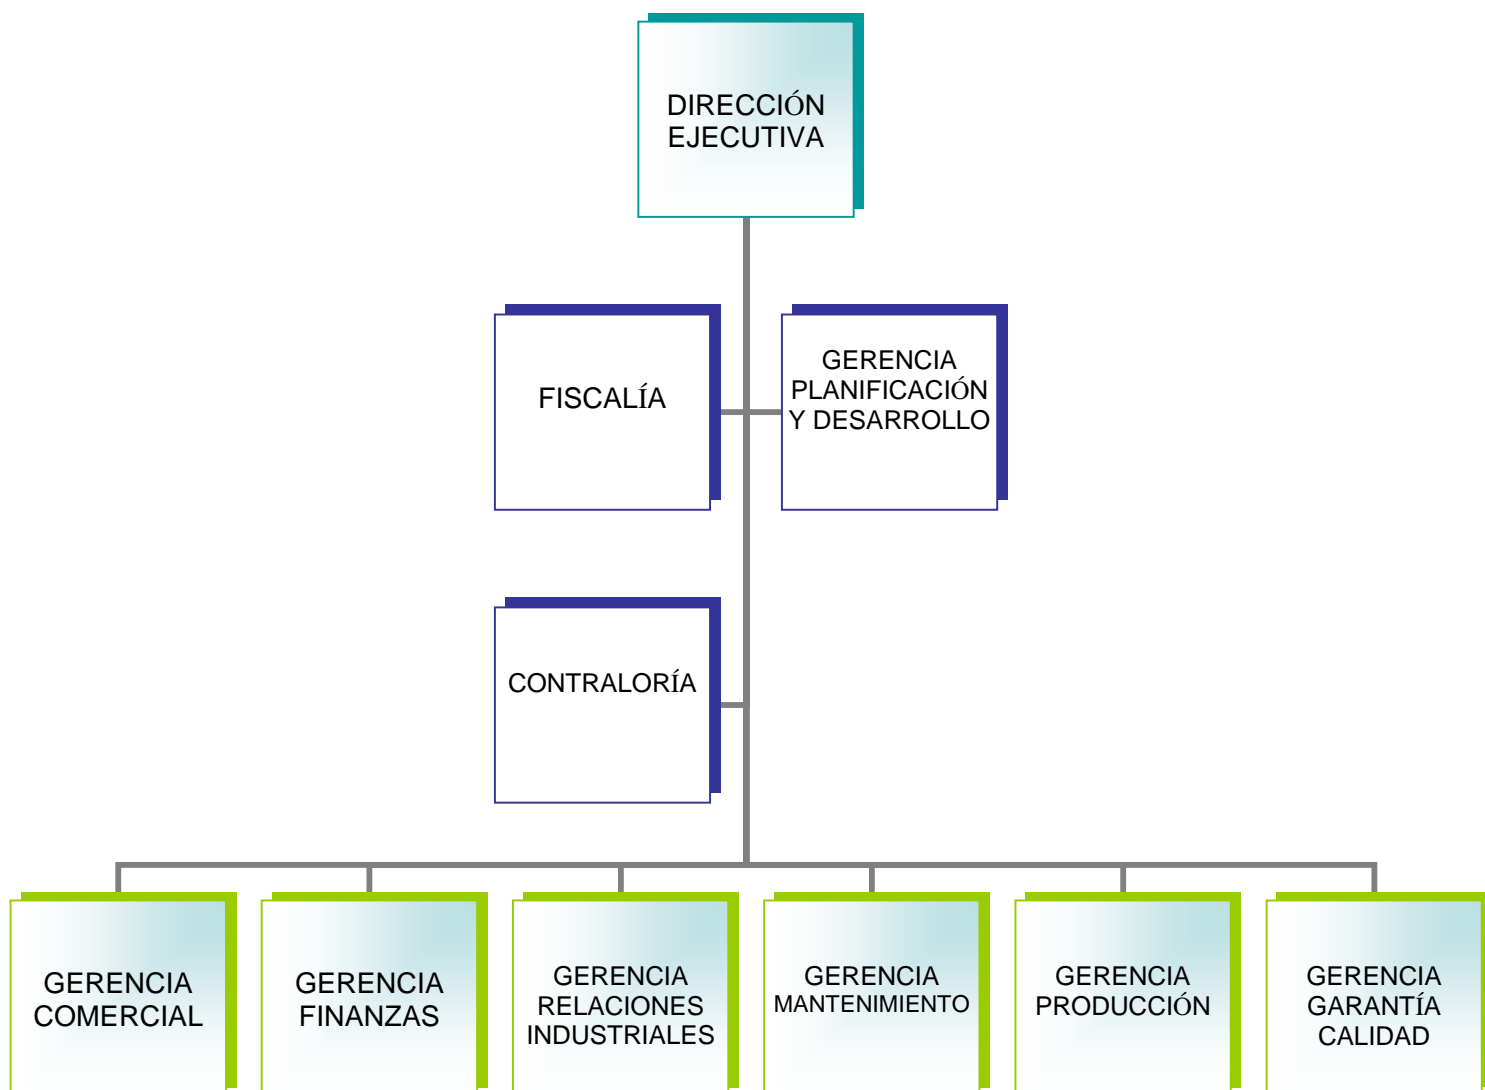 DIRECCIÓN
EJECUTIVA
FISCALÍA
GERENCIA
PLANIFICACIÓN
Y DESARROLLO
CONTRALORÍA
GERENCIA
COMERCIAL
GERENCIA
FINANZAS
GERENCIA
RELACIONES
INDUSTRIALES
GERENCIA
MANTENIMIENTO
GERENCIA
PRODUCCIÓN
GERENCIA
GARANTÍA
CALIDAD